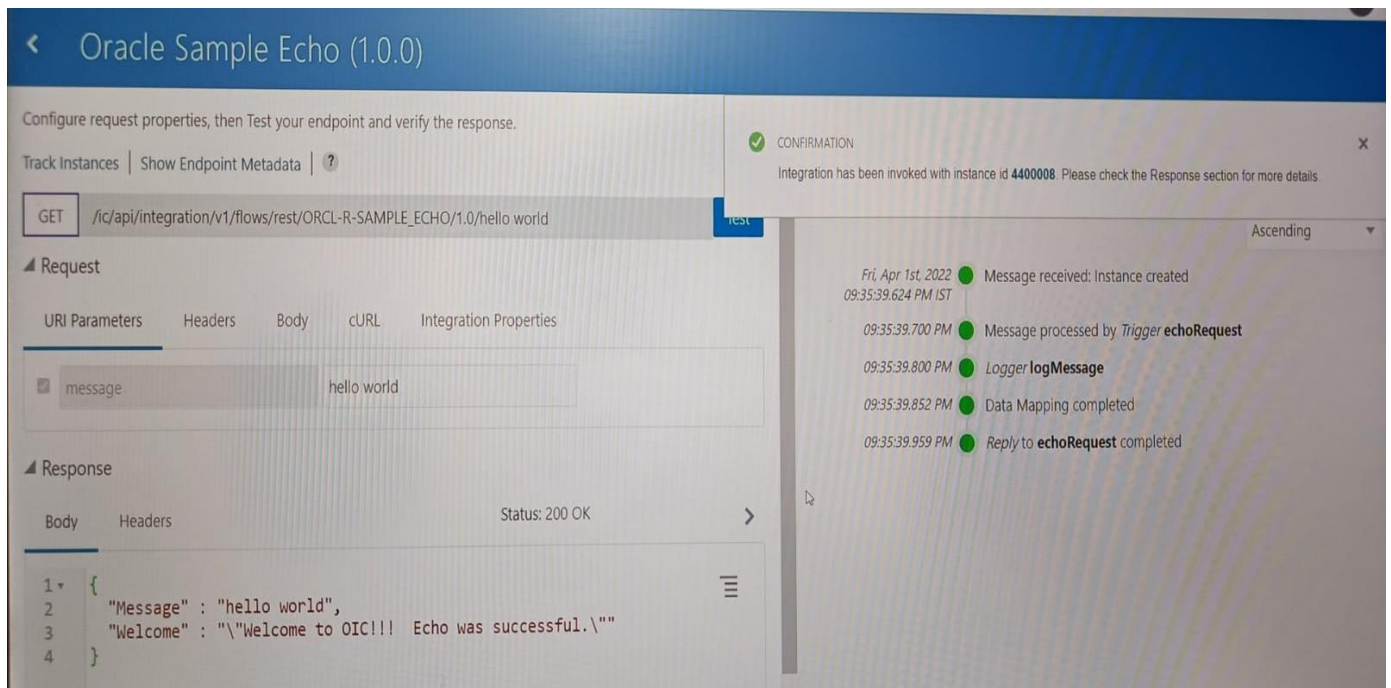 Oracle Sample Echo (1.0.0)
Configure request properties, then Test your endpoint and verify the response.
Track Instances | Show Endpoint Metadata | ?
CONFIRMATION
Integration has been invoked with instance id 4400008. Please check the Response section for more details.
GET /ic/api/integration/v1/flows/rest/ORCL-R-SAMPLE_ECHO/1.0/hello world
Test
Ascending
Request
URI Parameters Headers Body cURL Integration Properties
message hello world
Response
Body Headers Status: 200 OK
1 {
2 "Message" : "hello world",
3 "Welcome" : "\"Welcome to OIC!!!  Echo was successful.\""
4 }
Fri, Apr 1st, 2022
09:35:39.624 PM IST Message received: Instance created
09:35:39.700 PM Message processed by Trigger echoRequest
09:35:39.800 PM Logger logMessage
09:35:39.852 PM Data Mapping completed
09:35:39.959 PM Reply to echoRequest completed